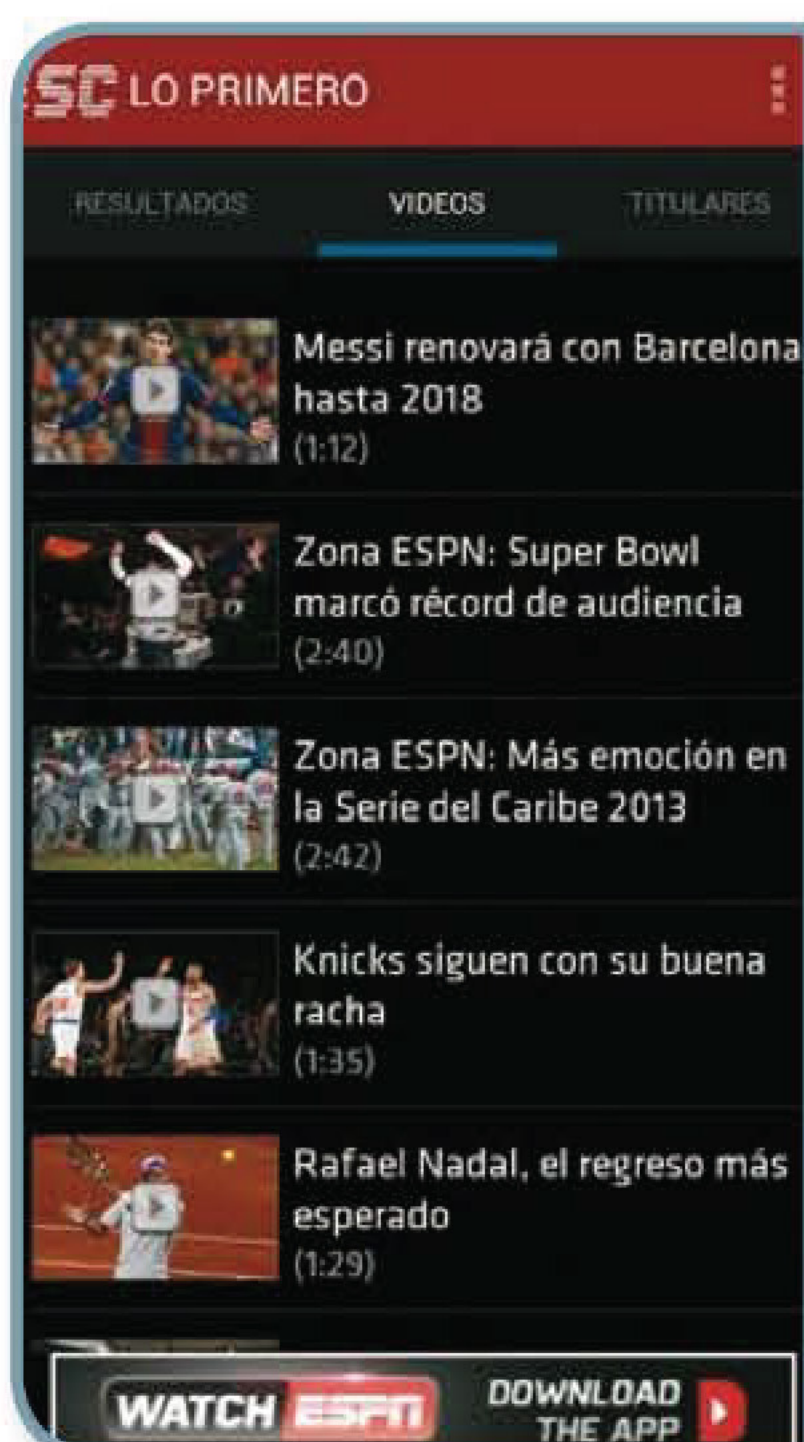 SC LO PRIMERO
RESULTADOS VIDEOS TITULARES
Messi renovará con Barcelona
hasta 2018
(1:12)
Zona ESPN: Super Bowl
marcó récord de audiencia
(2:40)
Zona ESPN: Más emoción en
la Serie del Caribe 2013
(2:42)
Knicks siguen con su buena
racha
(1:35)
Rafael Nadal, el regreso más
esperado
(1:29)
WATCH ESPN DOWNLOAD
THE APP